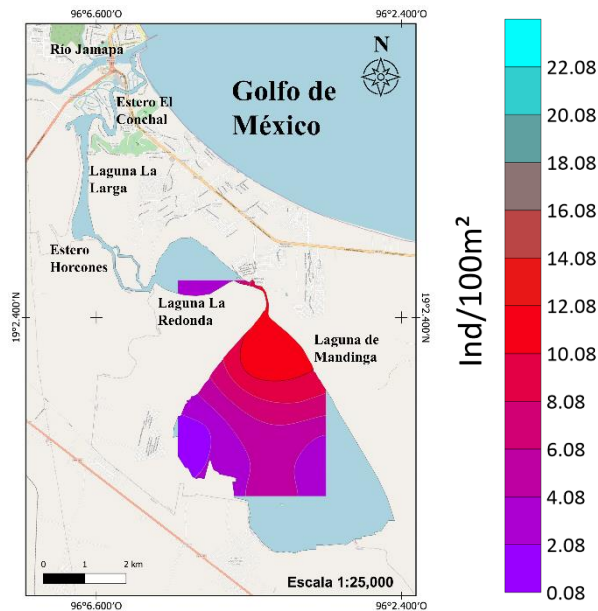 96°6.600'O
96°2.400'O
Río Jamapa
N
Golfo de
México
Estero El
Conchal
Laguna La
Larga
Estero
Horcones
Laguna La
Redonda
19°2.400'N
19°2.400'N
Laguna de
Mandinga
0 1 2 km
Escala 1:25,000
96°6.600'O
96°2.400'O
Ind/100m²
22.08
20.08
18.08
16.08
14.08
12.08
10.08
8.08
6.08
4.08
2.08
0.08